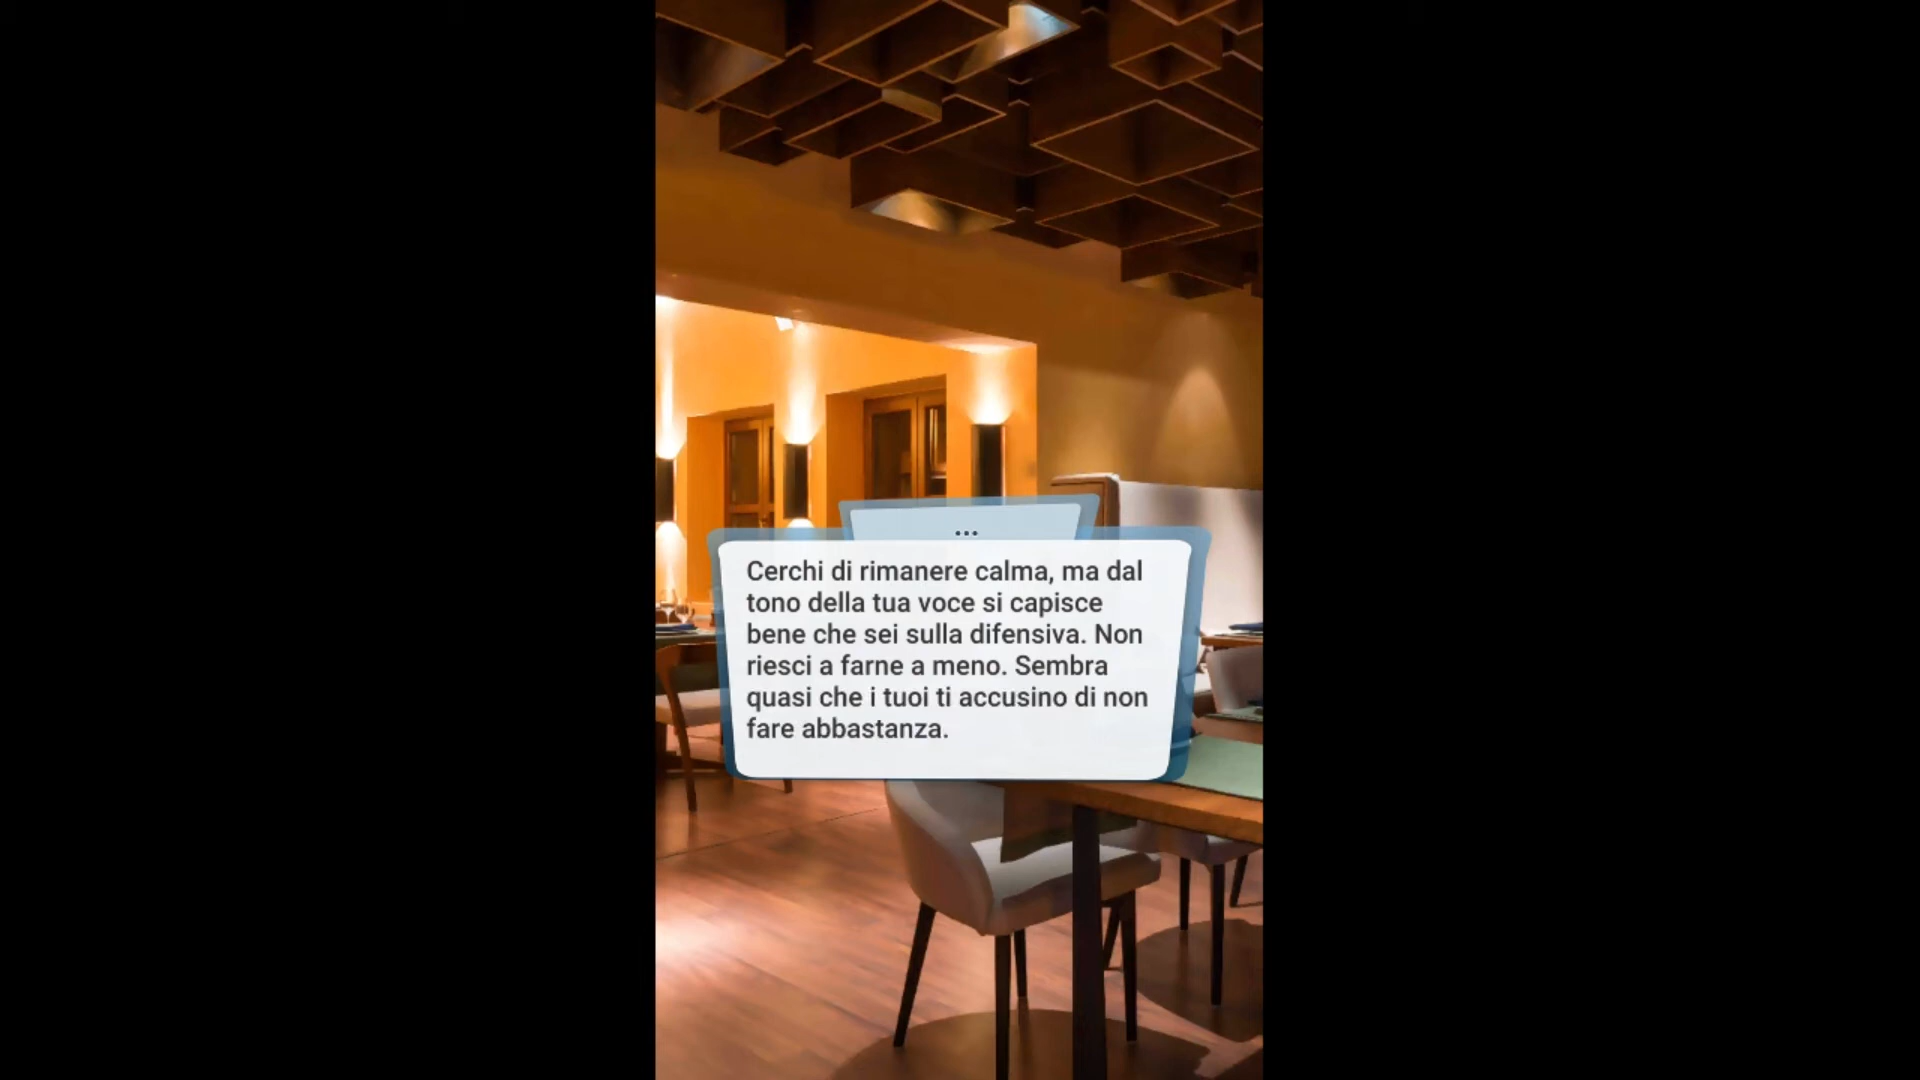 ...
Cerchi di rimanere calma, ma dal
tono della tua voce si capisce
bene che sei sulla difensiva. Non
riesci a farne a meno. Sembra
quasi che i tuoi ti accusino di non
fare abbastanza.